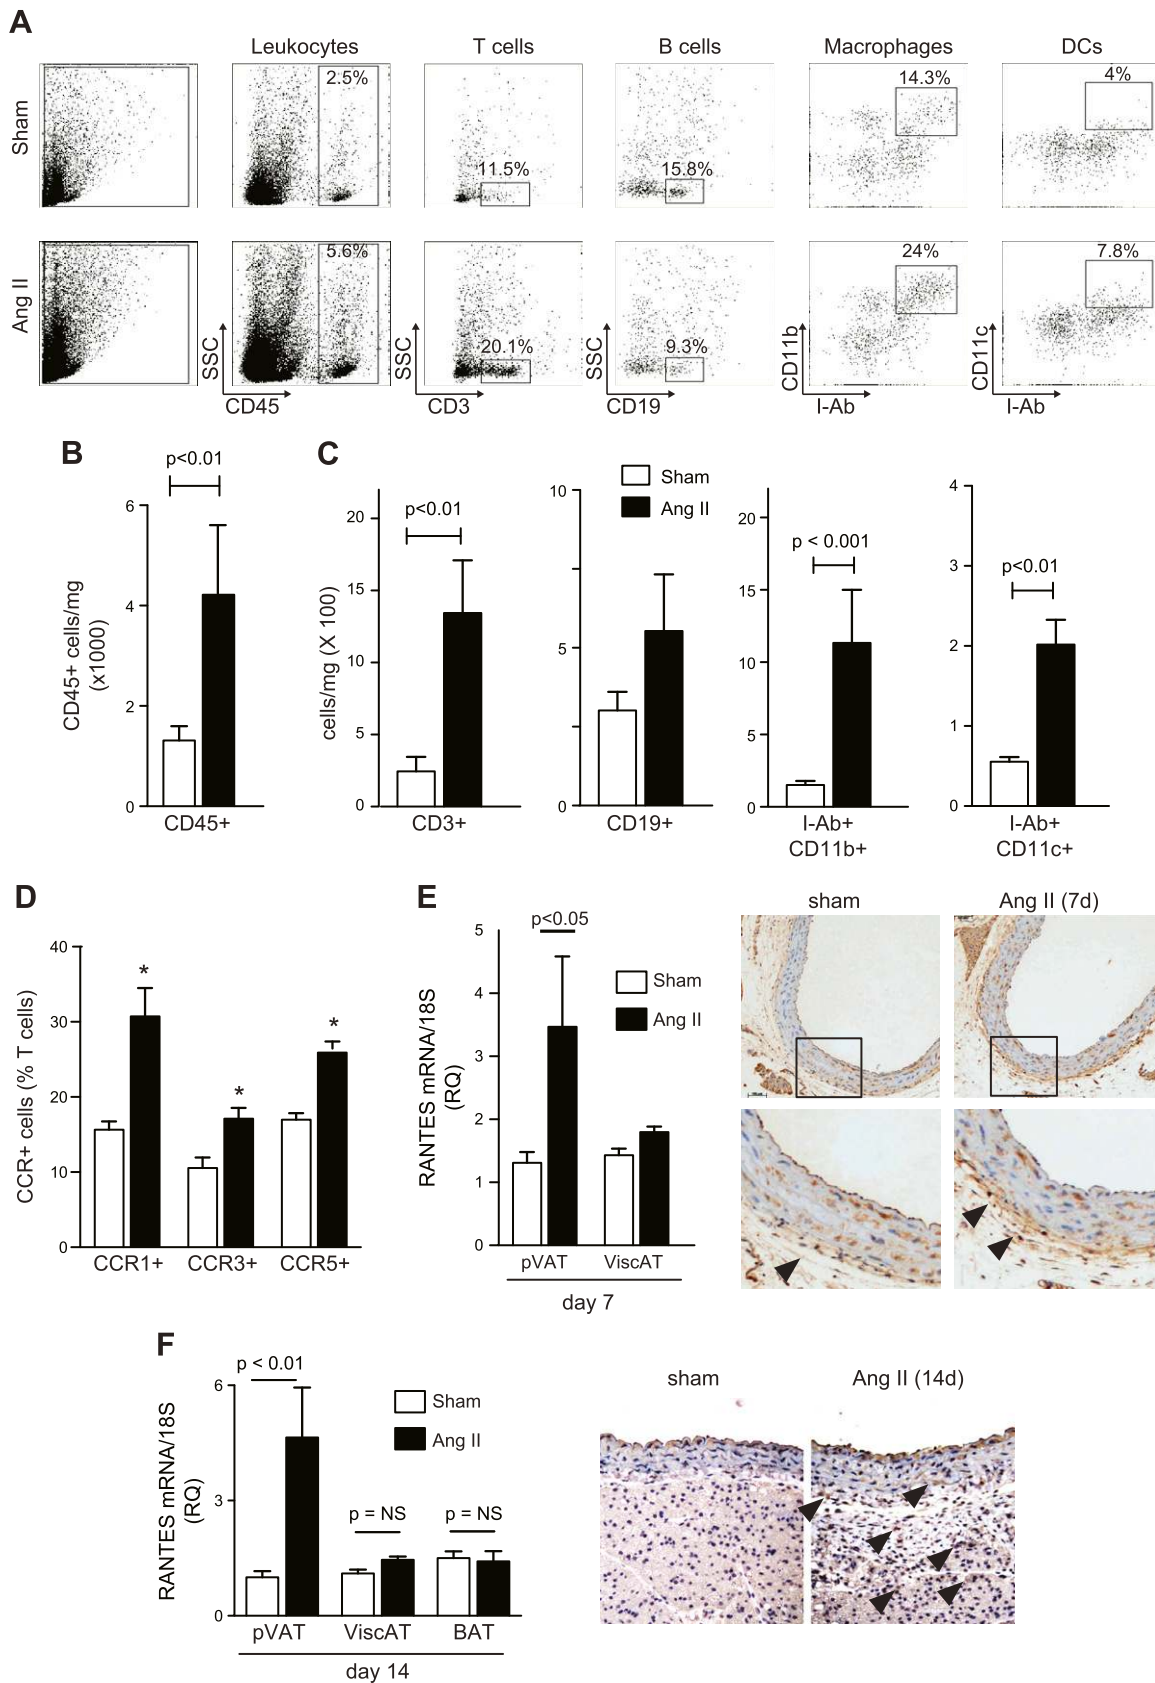 A
Leukocytes T cells B cells Macrophages DCs
Sham
2.5% 11.5% 15.8% 14.3% 4%
Ang II
5.6% 20.1% 9.3% 24% 7.8%
SSC SSC SSC CD11b CD11c
CD45 CD3 CD19 I-Ab I-Ab
B
p<0.01
CD45+ cells/mg
(x1000)
6
4
2
0
CD45+
C
Sham
Ang II
cells/mg (X 100)
p<0.01
20
15
10
5
0
CD3+
10
5
0
CD19+
p < 0.001
20
15
10
5
0
I-Ab+
CD11b+
p<0.01
4
3
2
1
0
I-Ab+
CD11c+
D
CCR+ cells (% T cells)
40
30
20
10
0
* * *
CCR1+ CCR3+ CCR5+
E
RANTES mRNA/18S
(RQ)
p<0.05
5
4
3
2
1
0
Sham
Ang II
pVAT ViscAT
day 7
sham Ang II (7d)
F
RANTES mRNA/18S
(RQ)
p < 0.01
6
3
0
Sham
Ang II
p = NS p = NS
pVAT ViscAT BAT
day 14
sham Ang II (14d)